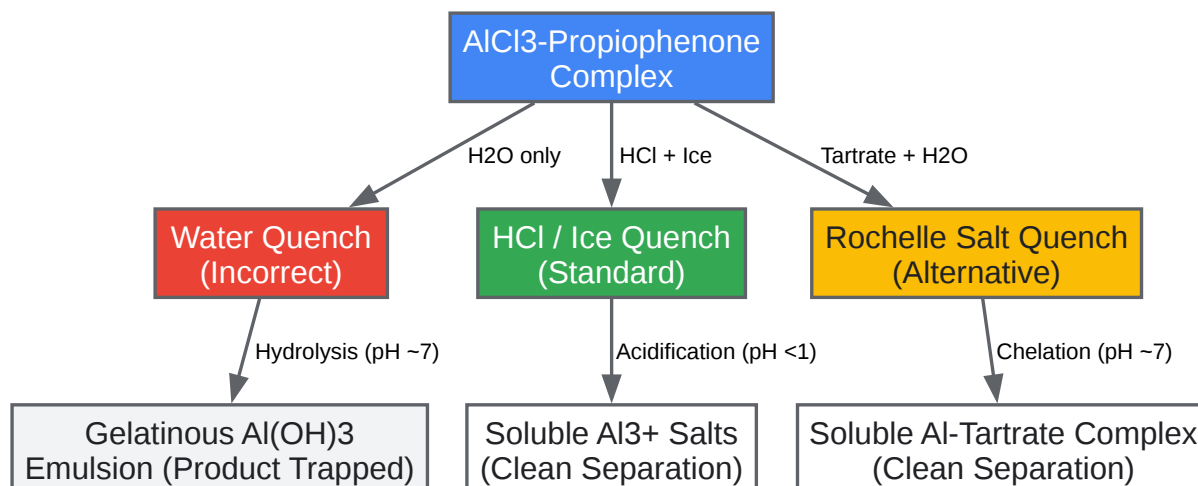 AlCl3-Propiophenone
Complex
H2O only
HCl + Ice
Tartrate + H2O
Water Quench
(Incorrect)
HCl / Ice Quench
(Standard)
Rochelle Salt Quench
(Alternative)
Hydrolysis (pH ~7)
Acidification (pH <1)
Chelation (pH ~7)
Gelatinous Al(OH)3
Emulsion (Product Trapped)
Soluble Al3+ Salts
(Clean Separation)
Soluble Al-Tartrate Complex
(Clean Separation)